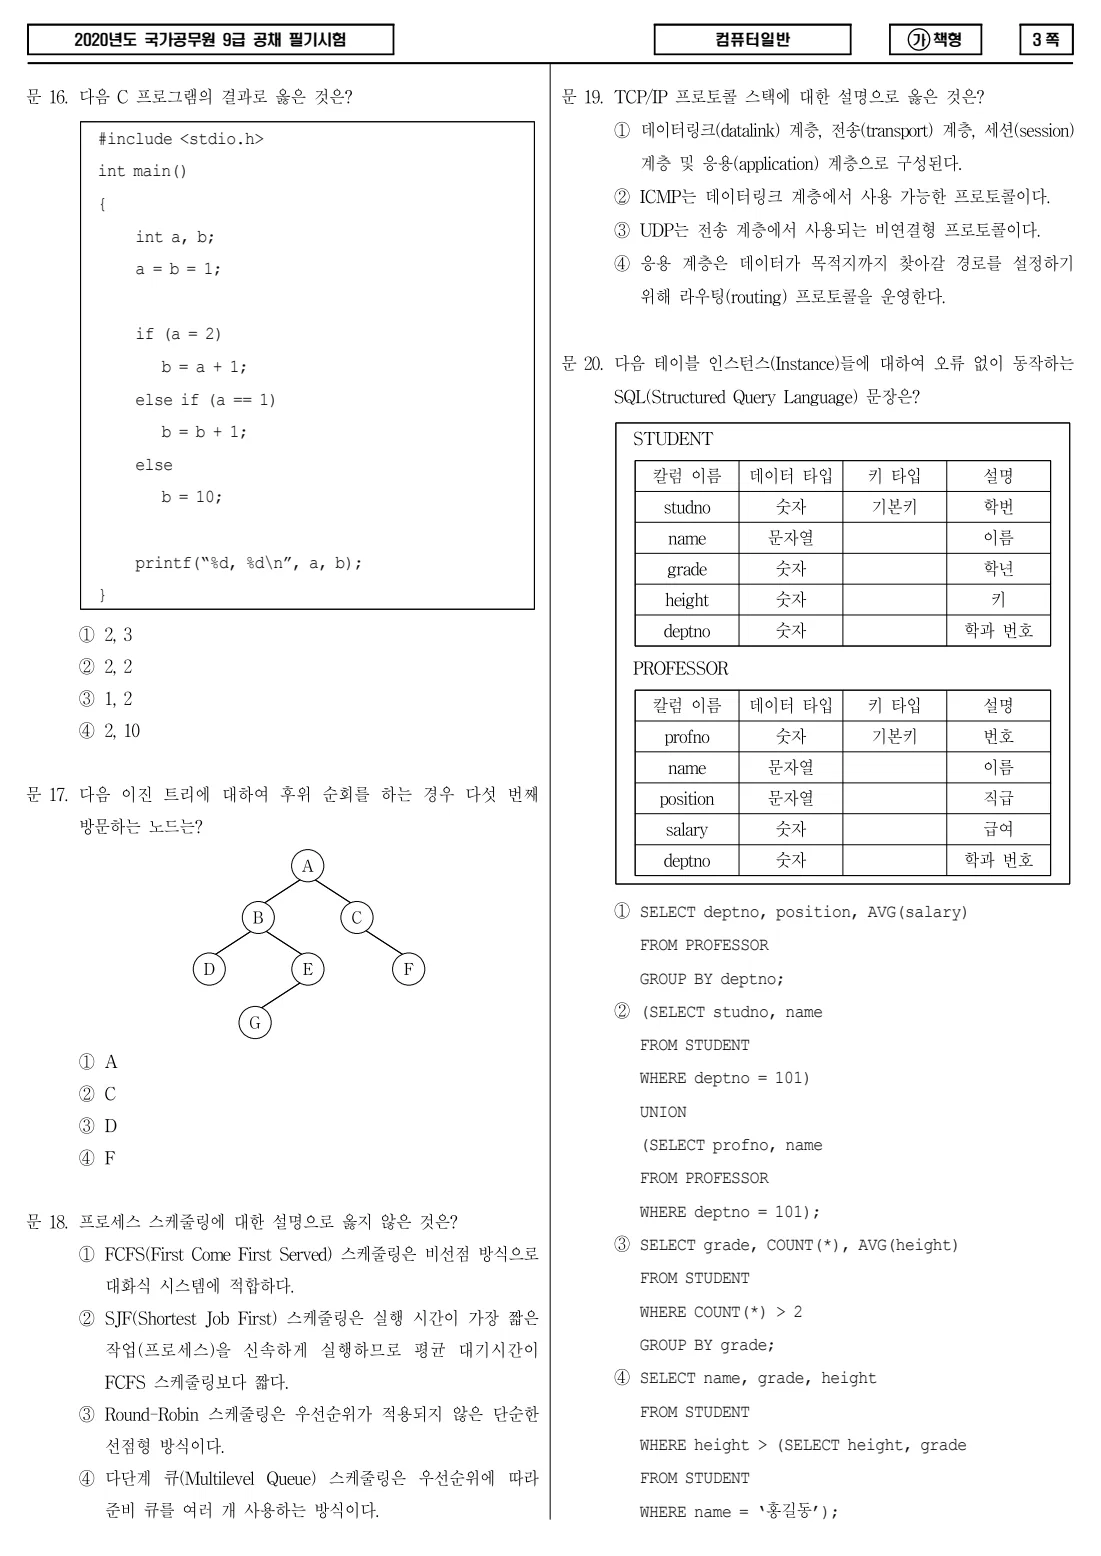 2020년도 국가공무원 9급 공채 필기시험
컴퓨터일반
㉮ 책형
3 쪽
문 16. 다음 C 프로그램의 결과로 옳은 것은?
#include <stdio.h>
int main()
{
int a, b;
a = b = 1;
if (a = 2)
b = a + 1;
else if (a == 1)
b = b + 1;
else
b = 10;
printf(“%d, %d\n”, a, b);
}
① 2, 3
② 2, 2
③ 1, 2
④ 2, 10
문 17. 다음 이진 트리에 대하여 후위 순회를 하는 경우 다섯 번째
방문하는 노드는?
A
B C
D E F
G
① A
② C
③ D
④ F
문 18. 프로세스 스케줄링에 대한 설명으로 옳지 않은 것은?
① FCFS(First Come First Served) 스케줄링은 비선점 방식으로
대화식 시스템에 적합하다.
② SJF(Shortest Job First) 스케줄링은 실행 시간이 가장 짧은
작업(프로세스)을 신속하게 실행하므로 평균 대기시간이
FCFS 스케줄링보다 짧다.
③ Round-Robin 스케줄링은 우선순위가 적용되지 않은 단순한
선점형 방식이다.
④ 다단계 큐(Multilevel Queue) 스케줄링은 우선순위에 따라
준비 큐를 여러 개 사용하는 방식이다.
문 19. TCP/IP 프로토콜 스택에 대한 설명으로 옳은 것은?
① 데이터링크(datalink) 계층, 전송(transport) 계층, 세션(session)
계층 및 응용(application) 계층으로 구성된다.
② ICMP는 데이터링크 계층에서 사용 가능한 프로토콜이다.
③ UDP는 전송 계층에서 사용되는 비연결형 프로토콜이다.
④ 응용 계층은 데이터가 목적지까지 찾아갈 경로를 설정하기
위해 라우팅(routing) 프로토콜을 운영한다.
문 20. 다음 테이블 인스턴스(Instance)들에 대하여 오류 없이 동작하는
SQL(Structured Query Language) 문장은?
STUDENT
칼럼 이름 데이터 타입 키 타입 설명
studno 숫자 기본키 학번
name 문자열 이름
grade 숫자 학년
height 숫자 키
deptno 숫자 학과 번호
PROFESSOR
칼럼 이름 데이터 타입 키 타입 설명
profno 숫자 기본키 번호
name 문자열 이름
position 문자열 직급
salary 숫자 급여
deptno 숫자 학과 번호
① SELECT deptno, position, AVG(salary)
FROM PROFESSOR
GROUP BY deptno;
② (SELECT studno, name
FROM STUDENT
WHERE deptno = 101)
UNION
(SELECT profno, name
FROM PROFESSOR
WHERE deptno = 101);
③ SELECT grade, COUNT(*), AVG(height)
FROM STUDENT
WHERE COUNT(*) > 2
GROUP BY grade;
④ SELECT name, grade, height
FROM STUDENT
WHERE height > (SELECT height, grade
FROM STUDENT
WHERE name = ‘홍길동’);